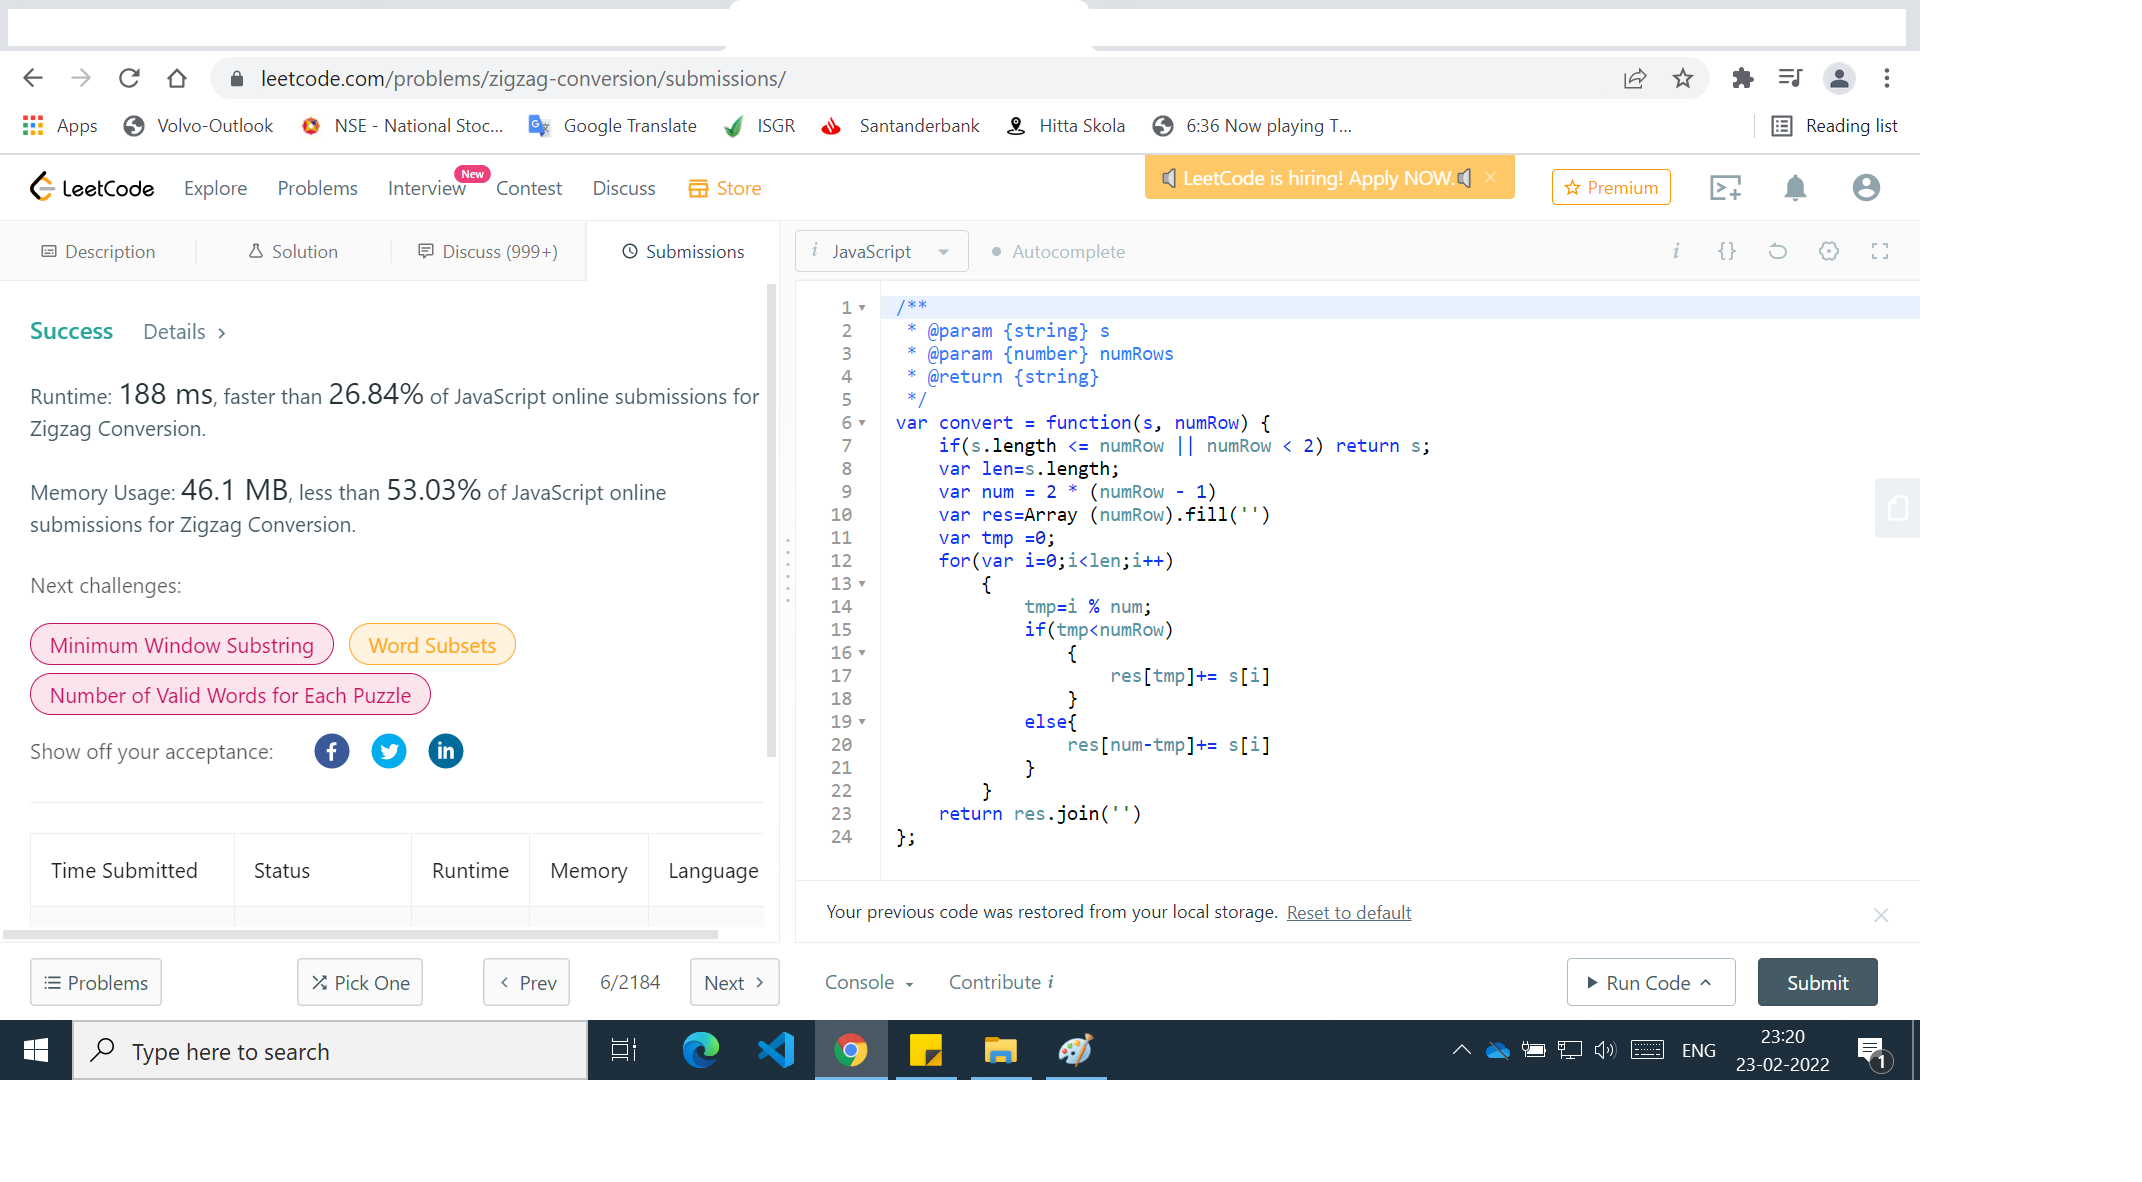 leetcode.com/problems/zigzag-conversion/submissions/
Apps Volvo-Outlook NSE - National Stoc... Google Translate ISGR Santanderbank Hitta Skola 6:36 Now playing T... Reading list
LeetCode Explore Problems Interview New Contest Discuss Store LeetCode is hiring! Apply NOW. × Premium
Description Solution Discuss (999+) Submissions
i JavaScript Autocomplete i {}
Success Details >
Runtime: 188 ms, faster than 26.84% of JavaScript online submissions for
Zigzag Conversion.
Memory Usage: 46.1 MB, less than 53.03% of JavaScript online
submissions for Zigzag Conversion.
Next challenges:
Minimum Window Substring Word Subsets
Number of Valid Words for Each Puzzle
Show off your acceptance: f in
Time Submitted Status Runtime Memory Language
1 /**
2  * @param {string} s
3  * @param {number} numRows
4  * @return {string}
5  */
6 var convert = function(s, numRow) {
7     if(s.length <= numRow || numRow < 2) return s;
8     var len=s.length;
9     var num = 2 * (numRow - 1)
10     var res=Array (numRow).fill('')
11     var tmp =0;
12     for(var i=0;i<len;i++)
13         {
14             tmp=i % num;
15             if(tmp<numRow)
16                 {
17                     res[tmp]+= s[i]
18                 }
19             else{
20                 res[num-tmp]+= s[i]
21             }
22         }
23     return res.join('')
24 };
Your previous code was restored from your local storage. Reset to default
Problems Pick One < Prev 6/2184 Next > Console Contribute i Run Code Submit
Type here to search ENG 23:20
23-02-2022 1